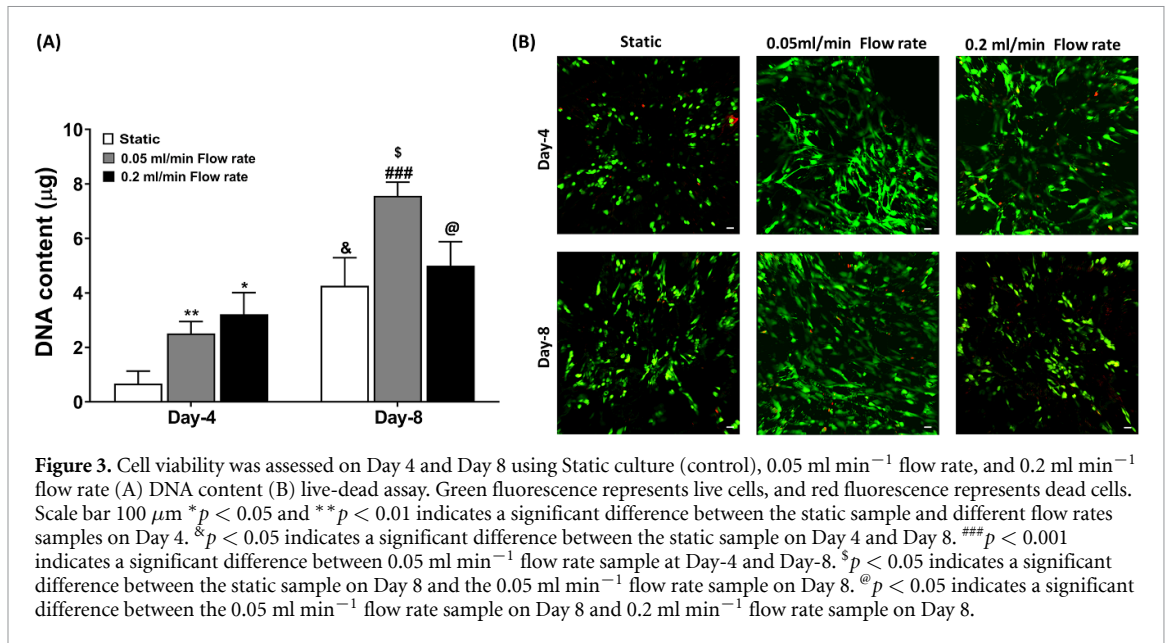 (A)
10
8
6
4
2
0
DNA content (μg)
Static
0.05 ml/min Flow rate
0.2 ml/min Flow rate
**
*
&
$
###
@
Day-4
Day-8
(B)
Static
0.05ml/min Flow rate
0.2 ml/min Flow rate
Day-4
Day-8
Figure 3. Cell viability was assessed on Day 4 and Day 8 using Static culture (control), 0.05 ml min⁻¹ flow rate, and 0.2 ml min⁻¹
flow rate (A) DNA content (B) live-dead assay. Green fluorescence represents live cells, and red fluorescence represents dead cells.
Scale bar 100 μm *p < 0.05 and **p < 0.01 indicates a significant difference between the static sample and different flow rates
samples on Day 4. &p < 0.05 indicates a significant difference between the static sample on Day 4 and Day 8. ###p < 0.001
indicates a significant difference between 0.05 ml min⁻¹ flow rate sample at Day-4 and Day-8. $p < 0.05 indicates a significant
difference between the static sample on Day 8 and the 0.05 ml min⁻¹ flow rate sample on Day 8. @p < 0.05 indicates a significant
difference between the 0.05 ml min⁻¹ flow rate sample on Day 8 and 0.2 ml min⁻¹ flow rate sample on Day 8.